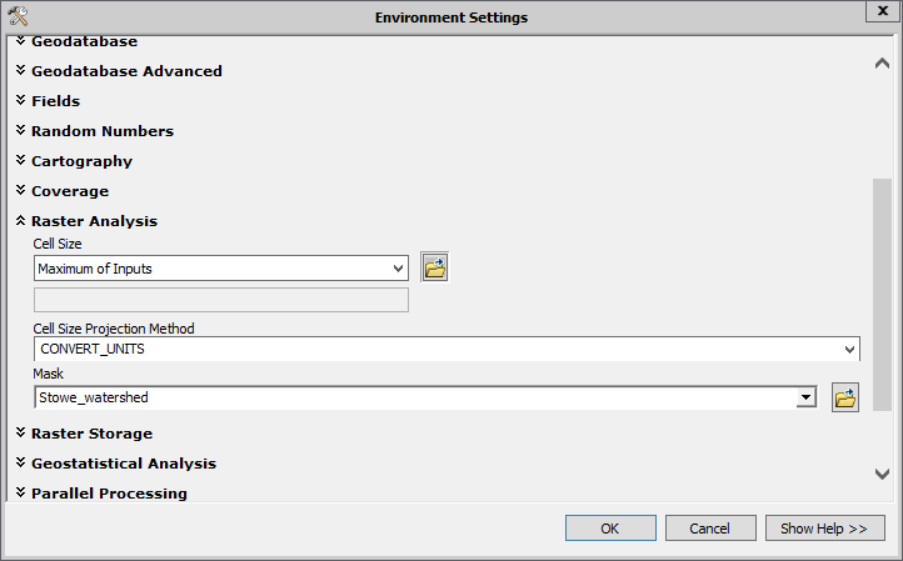 Environment Settings
x
Geodatabase
Geodatabase Advanced
Fields
Random Numbers
Cartography
Coverage
Raster Analysis
Cell Size
Maximum of Inputs
Cell Size Projection Method
CONVERT_UNITS
Mask
Stowe_watershed
Raster Storage
Geostatistical Analysis
Parallel Processing
OK Cancel Show Help >>